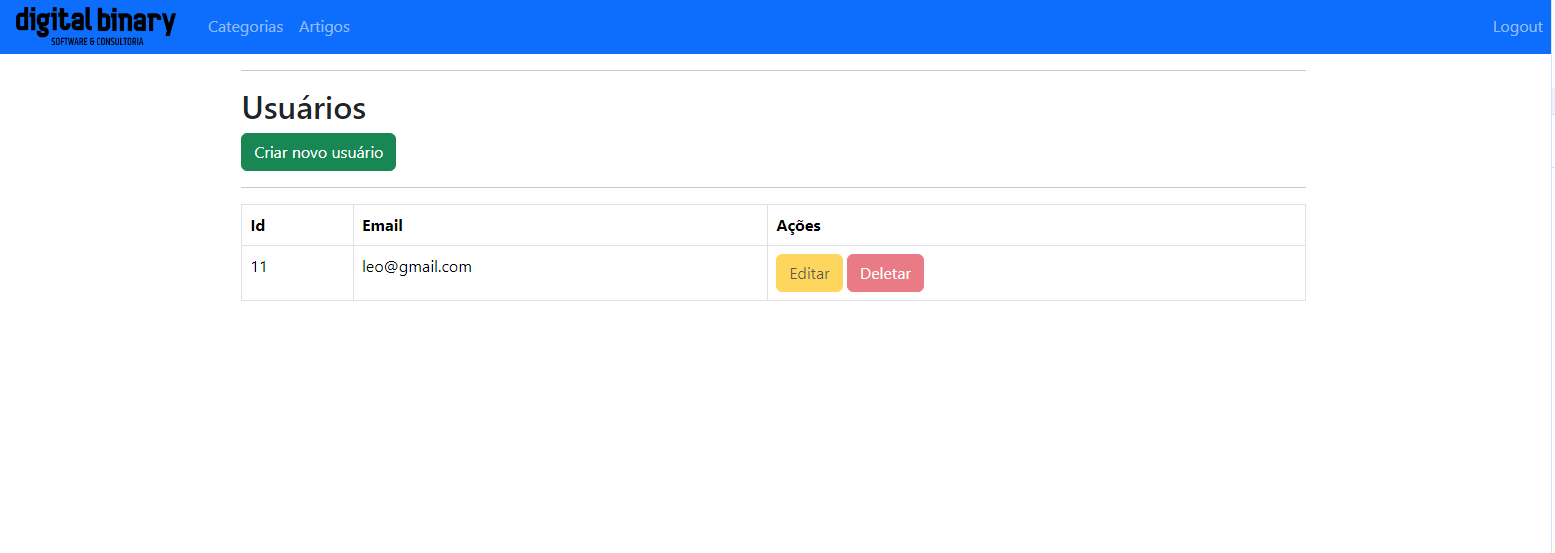 digital binary
SOFTWARE & CONSULTORIA
Categorias Artigos Logout
Usuários
Criar novo usuário
Id Email Ações
11 leo@gmail.com Editar Deletar